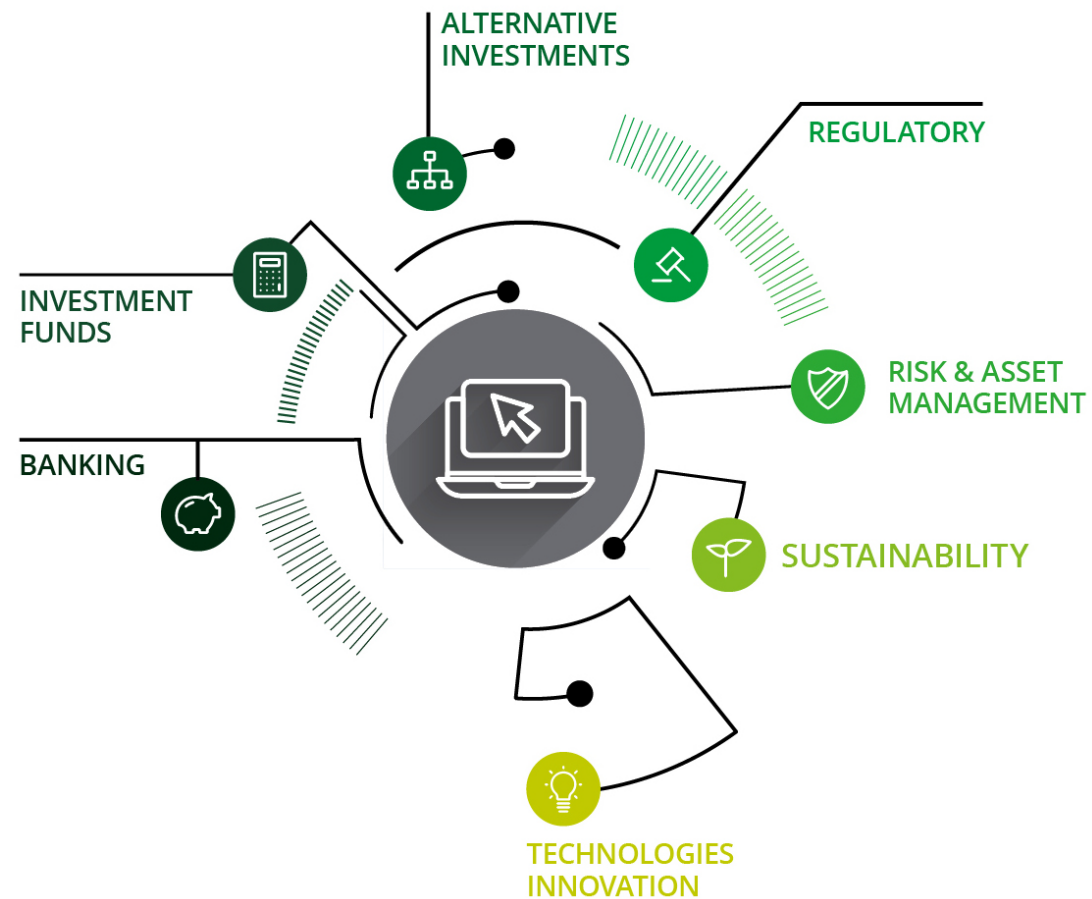 ALTERNATIVE
INVESTMENTS
REGULATORY
INVESTMENT
FUNDS
RISK & ASSET
MANAGEMENT
BANKING
SUSTAINABILITY
TECHNOLOGIES
INNOVATION